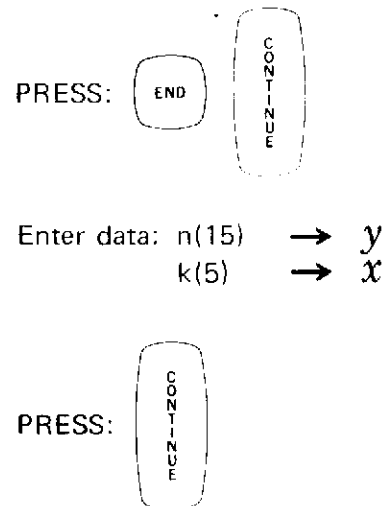 PRESS: END CONTINUE
Enter data: n(15) → y
k(5) → x
PRESS: CONTINUE